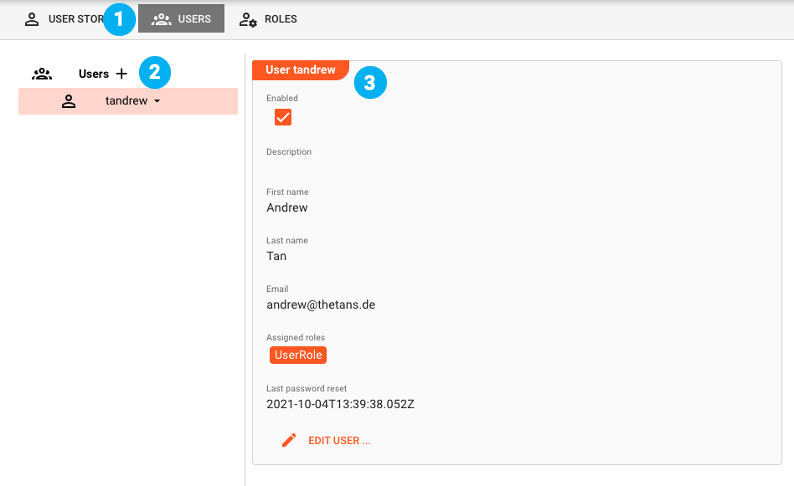 USER STOR 1 USERS ROLES
Users 2
tandrew
User tandrew 3
Enabled
Description
First name
Andrew
Last name
Tan
Email
andrew@thetans.de
Assigned roles
UserRole
Last password reset
2021-10-04T13:39:38.052Z
EDIT USER ...